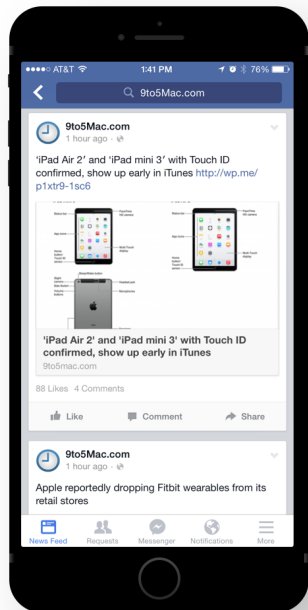 AT&T 1:41 PM 76%
9to5Mac.com
9to5Mac.com
1 hour ago ·
'iPad Air 2' and 'iPad mini 3' with Touch ID
confirmed, show up early in iTunes http://wp.me/
p1xtr9-1sc6
'iPad Air 2' and 'iPad mini 3' with Touch ID
confirmed, show up early in iTunes
9to5mac.com
88 Likes 4 Comments
Like Comment Share
9to5Mac.com
1 hour ago ·
Apple reportedly dropping Fitbit wearables from its
retail stores
News Feed Requests Messenger Notifications More